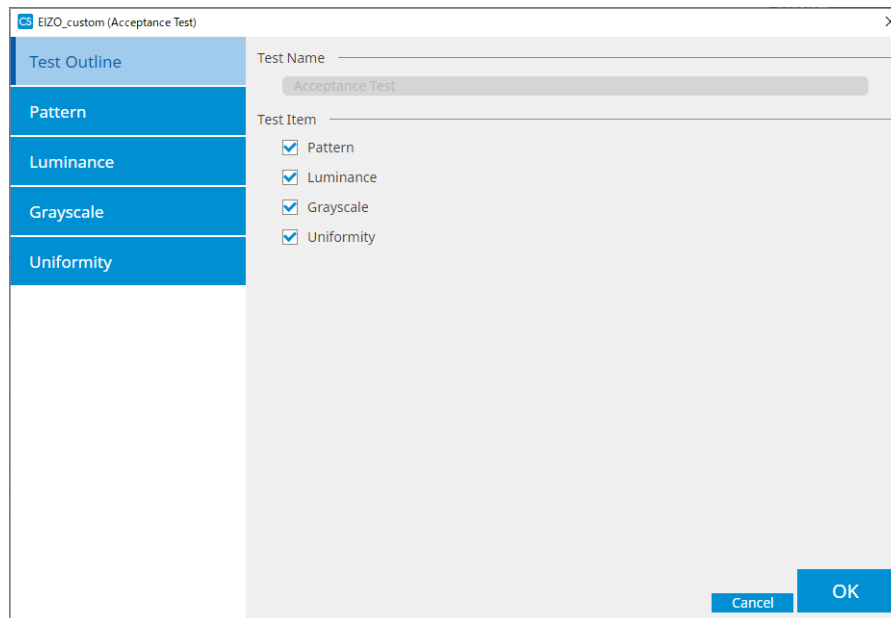 CS EIZO_custom (Acceptance Test)
Test Outline
Pattern
Luminance
Grayscale
Uniformity
Test Name
Acceptance Test
Test Item
Pattern
Luminance
Grayscale
Uniformity
Cancel
OK